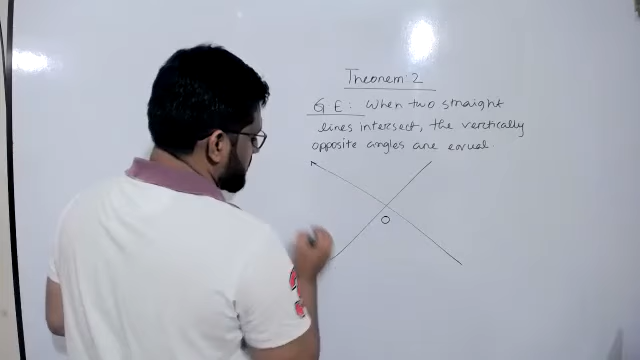 Theorem: 2
G E: When two straight
lines intersect, the vertically
opposite angles are equal.
O